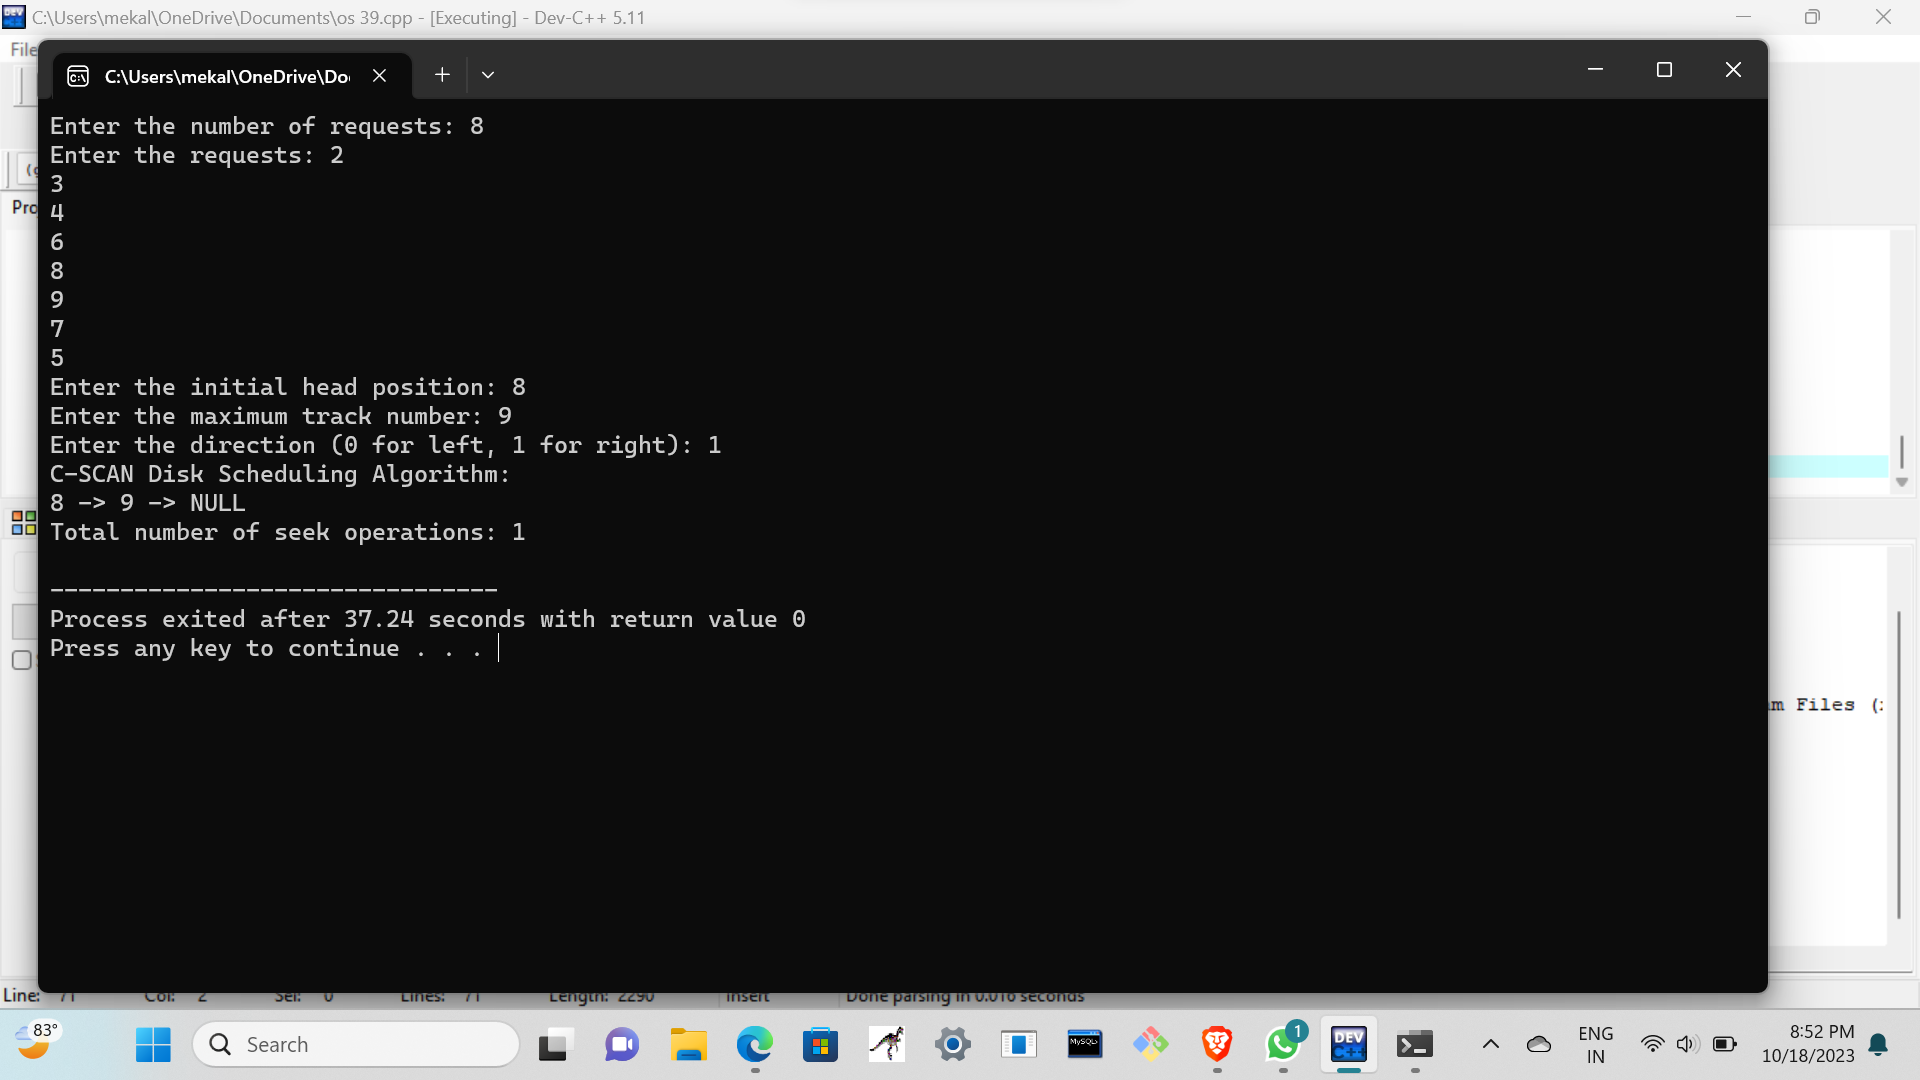 C:\Users\mekal\OneDrive\Documents\os 39.cpp - [Executing] - Dev-C++ 5.11
File
C:\Users\mekal\OneDrive\Do
Enter the number of requests: 8
Enter the requests: 2
3
4
6
8
9
7
5
Enter the initial head position: 8
Enter the maximum track number: 9
Enter the direction (0 for left, 1 for right): 1
C-SCAN Disk Scheduling Algorithm:
8 -> 9 -> NULL
Total number of seek operations: 1
--------------------------------
Process exited after 37.24 seconds with return value 0
Press any key to continue . . .
(g
Pro
m Files (
Line: 71 Col: 2 Sel: 0 Lines: 71 Length: 2290 Insert Done parsing in 0.016 seconds
83°
Search
MySQL>
1
DEV C++
ENG
IN
8:52 PM
10/18/2023